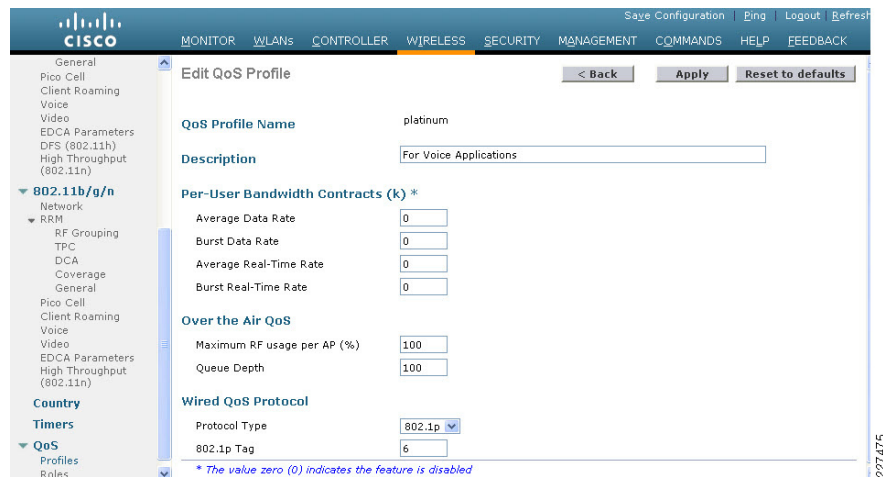 Save Configuration | Ping | Logout | Refresh
CISCO
MONITOR WLANs CONTROLLER WIRELESS SECURITY MANAGEMENT COMMANDS HELP FEEDBACK
General
Pico Cell
Client Roaming
Voice
Video
EDCA Parameters
DFS (802.11h)
High Throughput
(802.11n)
802.11b/g/n
Network
RRM
RF Grouping
TPC
DCA
Coverage
General
Pico Cell
Client Roaming
Voice
Video
EDCA Parameters
High Throughput
(802.11n)
Country
Timers
QoS
Profiles
Roles
Edit QoS Profile
< Back Apply Reset to defaults
QoS Profile Name platinum
Description For Voice Applications
Per-User Bandwidth Contracts (k) *
Average Data Rate 0
Burst Data Rate 0
Average Real-Time Rate 0
Burst Real-Time Rate 0
Over the Air QoS
Maximum RF usage per AP (%) 100
Queue Depth 100
Wired QoS Protocol
Protocol Type 802.1p
802.1p Tag 6
* The value zero (0) indicates the feature is disabled
227475